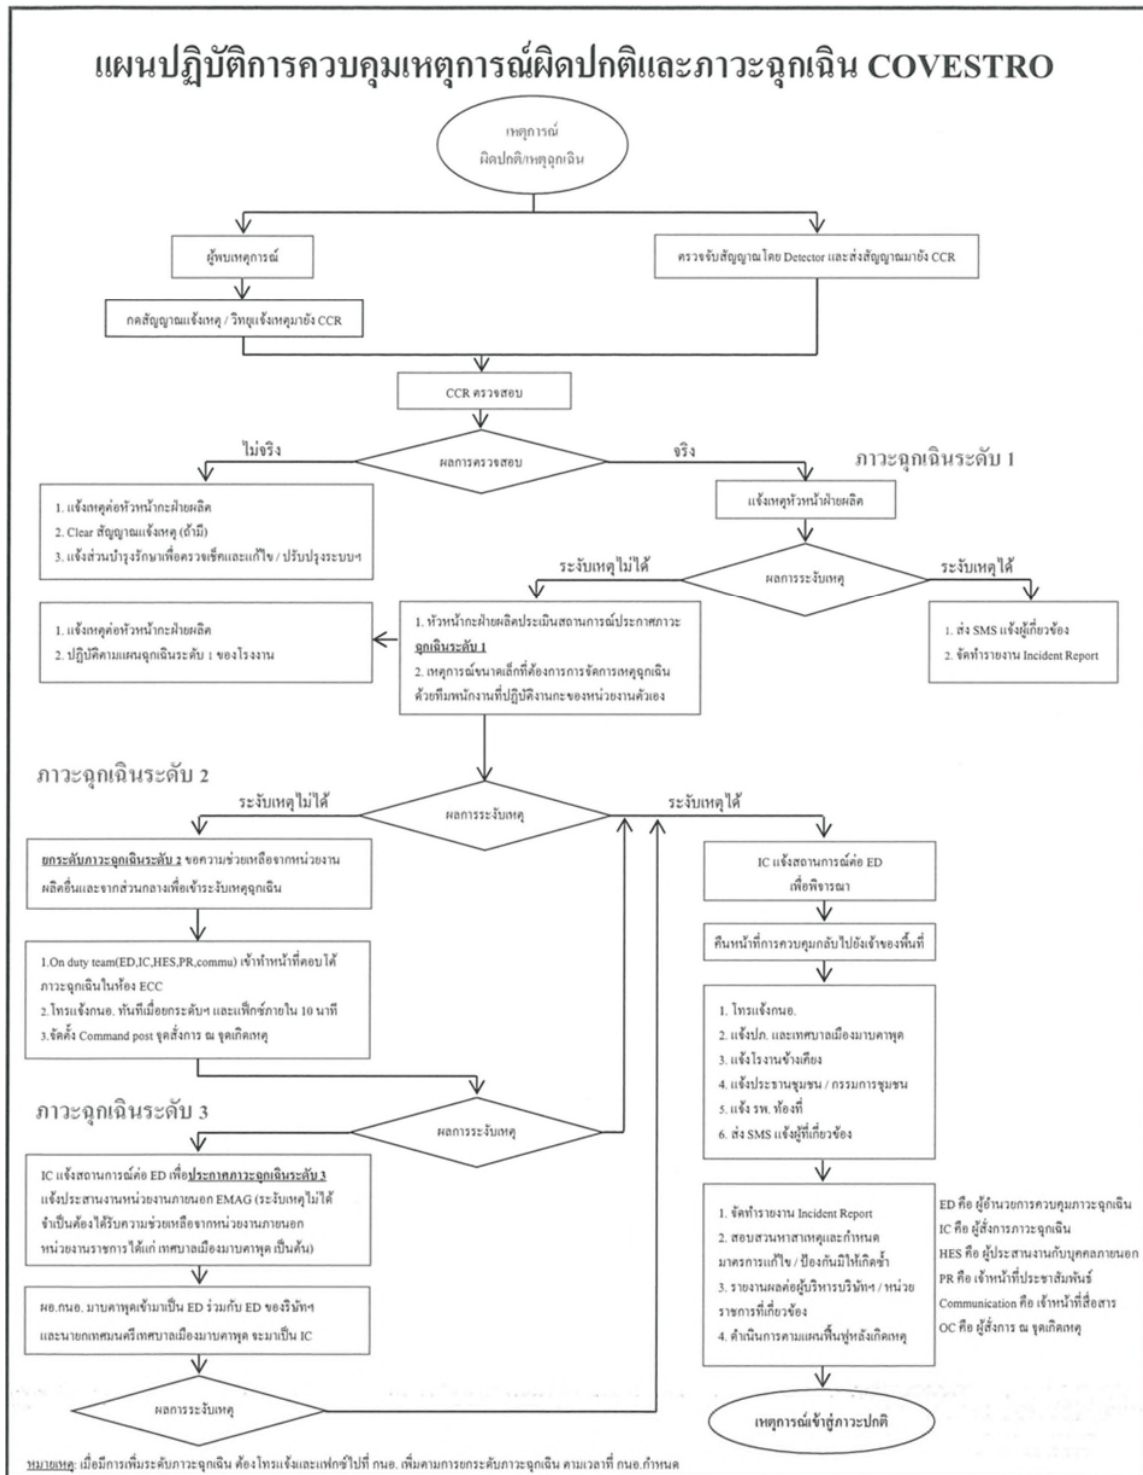 แผนปฏิบัติการควบคุมเหตุการณ์ผิดปกติและภาวะฉุกเฉิน COVESTRO
เหตุการณ์
ผิดปกติ/เหตุฉุกเฉิน
ผู้พบเหตุการณ์
ตรวจจับสัญญาณโดย Detector และส่งสัญญาณมายัง CCR
กดสัญญาณแจ้งเหตุ / วิทยุแจ้งเหตุมายัง CCR
CCR ตรวจสอบ
ไม่จริง
ผลการตรวจสอบ
จริง
ภาวะฉุกเฉินระดับ 1
1. แจ้งเหตุต่อหัวหน้ากะฝ่ายผลิต
2. Clear สัญญาณแจ้งเหตุ (ถ้ามี)
3. แจ้งส่วนบำรุงรักษาเพื่อตรวจเช็คและแก้ไข / ปรับปรุงระบบฯ
แจ้งเหตุหัวหน้าฝ่ายผลิต
ระงับเหตุไม่ได้
ผลการระงับเหตุ
ระงับเหตุได้
1. แจ้งเหตุต่อหัวหน้ากะฝ่ายผลิต
2. ปฏิบัติตามแผนฉุกเฉินระดับ 1 ของโรงงาน
1. หัวหน้ากะฝ่ายผลิตประเมินสถานการณ์ประกาศภาวะ
ฉุกเฉินระดับ 1
2. เหตุการณ์ขนาดเล็กที่ต้องการการจัดการเหตุฉุกเฉิน
ด้วยทีมพนักงานที่ปฏิบัติงานกะของหน่วยงานตัวเอง
1. ส่ง SMS แจ้งผู้เกี่ยวข้อง
2. จัดทำรายงาน Incident Report
ภาวะฉุกเฉินระดับ 2
ระงับเหตุไม่ได้
ผลการระงับเหตุ
ระงับเหตุได้
ยกระดับภาวะฉุกเฉินระดับ 2 ขอความช่วยเหลือจากหน่วยงาน
ผลิตอื่นและจากส่วนกลางเพื่อเข้าระงับเหตุฉุกเฉิน
IC แจ้งสถานการณ์ต่อ ED
เพื่อพิจารณา
คืนหน้าที่การควบคุมกลับไปยังเจ้าของพื้นที่
1.On duty team(ED,IC,HES,PR,commu) เข้าทำหน้าที่ตอบโต้
ภาวะฉุกเฉินในห้อง ECC
2.โทรแจ้งกนอ. ทันทีเมื่อยกระดับฯ และแฟ็กซ์ภายใน 10 นาที
3.จัดตั้ง Command post จุดสั่งการ ณ จุดเกิดเหตุ
1. โทรแจ้งกนอ.
2. แจ้งปภ. และเทศบาลเมืองมาบตาพุด
3. แจ้งโรงานข้างเคียง
4. แจ้งประธานชุมชน / กรรมการชุมชน
5. แจ้ง รพ. ท้องที่
6. ส่ง SMS แจ้งผู้ที่เกี่ยวข้อง
ภาวะฉุกเฉินระดับ 3
ผลการระงับเหตุ
IC แจ้งสถานการณ์ต่อ ED เพื่อประกาศภาวะฉุกเฉินระดับ 3
แจ้งประสานงานหน่วยงานภายนอก EMAG (ระงับเหตุไม่ได้
จำเป็นต้องได้รับความช่วยเหลือจากหน่วยงานภายนอก
หน่วยงานราชการได้แก่ เทศบาลเมืองมาบตาพุด เป็นต้น)
1. จัดทำรายงาน Incident Report
2. สอบสวนหาสาเหตุและกำหนด
มาตรการแก้ไข / ป้องกันมิให้เกิดซ้ำ
3. รายงานผลต่อผู้บริหารบริษัทฯ / หน่วย
ราชการที่เกี่ยวข้อง
4. ดำเนินการตามแผนฟื้นฟูหลังเกิดเหตุ
ED คือ ผู้อำนวยการควบคุมภาวะฉุกเฉิน
IC คือ ผู้สั่งการภาวะฉุกเฉิน
HES คือ ผู้ประสานงานกับบุคคลภายนอก
PR คือ เจ้าหน้าที่ประชาสัมพันธ์
Communication คือ เจ้าหน้าที่สื่อสาร
OC คือ ผู้สั่งการ ณ จุดเกิดเหตุ
ผอ.กนอ. มาบตาพุดเข้ามาเป็น ED ร่วมกับ ED ของริษัทฯ
และนายกเทศมนตรีเทศบาลเมืองมาบตาพุด จะมาเป็น IC
ผลการระงับเหตุ
เหตุการณ์เข้าสู่ภาวะปกติ
หมายเหตุ: เมื่อมีการเพิ่มระดับภาวะฉุกเฉิน ต้องโทรแจ้งและแฟกซ์ไปที่ กนอ. เพิ่มตามการยกระดับภาวะฉุกเฉิน ตามเวลาที่ กนอ.กำหนด